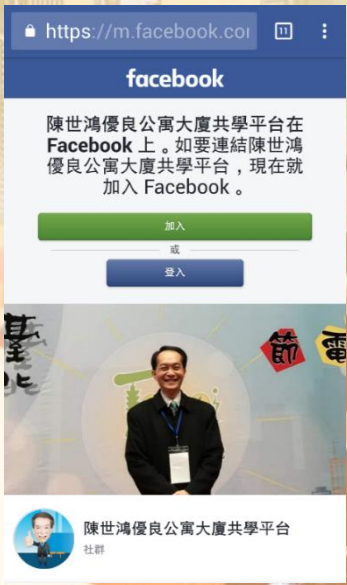 https://m.facebook.co
11
facebook
陳世鴻優良公寓大廈共學平台在
Facebook 上。如要連結陳世鴻
優良公寓大廈共學平台，現在就
加入 Facebook。
加入
或
登入
節電
陳世鴻優良公寓大廈共學平台
社群